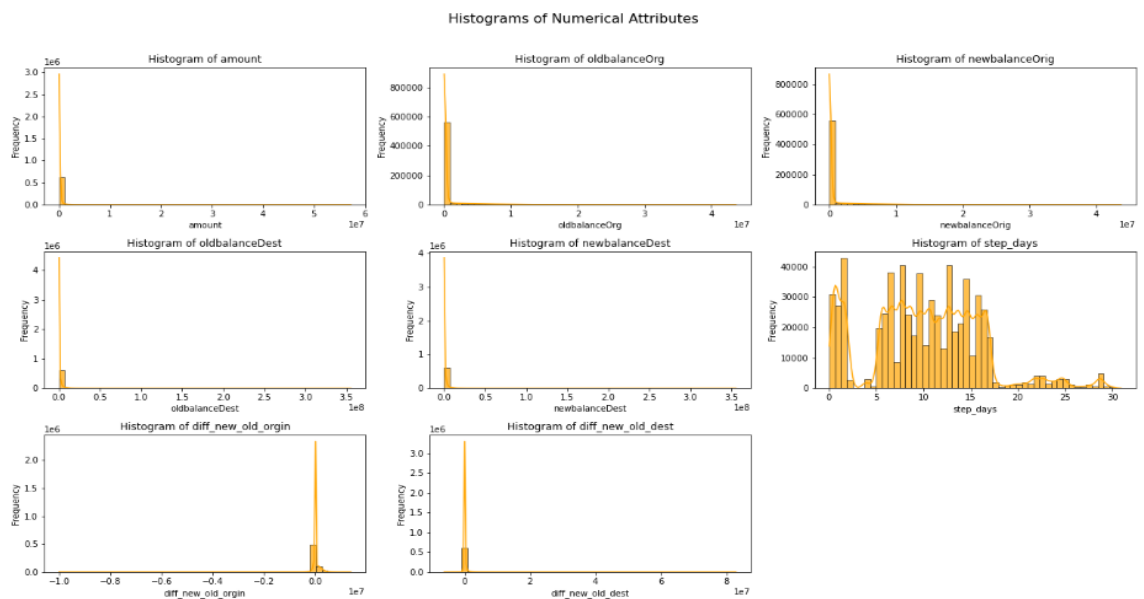 Histograms of Numerical Attributes
Histogram of amount
1e6
3.0
2.5
2.0
1.5
1.0
0.5
0.0
Frequency
0 1 2 3 4 5 6
1e7
amount
Histogram of oldbalanceOrg
800000
600000
400000
200000
0
Frequency
0 1 2 3 4
1e7
oldbalanceOrg
Histogram of newbalanceOrig
800000
600000
400000
200000
0
Frequency
0 1 2 3 4
1e7
newbalanceOrig
Histogram of oldbalanceDest
1e6
4
3
2
1
0
Frequency
0.0 0.5 1.0 1.5 2.0 2.5 3.0 3.5
1e8
oldbalanceDest
Histogram of newbalanceDest
1e6
4
3
2
1
0
Frequency
0.0 0.5 1.0 1.5 2.0 2.5 3.0 3.5
1e8
newbalanceDest
Histogram of step_days
40000
30000
20000
10000
0
Frequency
0 5 10 15 20 25 30
step_days
Histogram of diff_new_old_orgin
1e6
2.0
1.5
1.0
0.5
0.0
Frequency
−1.0 −0.8 −0.6 −0.4 −0.2 0.0
1e7
diff_new_old_orgin
Histogram of diff_new_old_dest
1e6
3.0
2.5
2.0
1.5
1.0
0.5
0.0
Frequency
0 2 4 6 8
1e7
diff_new_old_dest